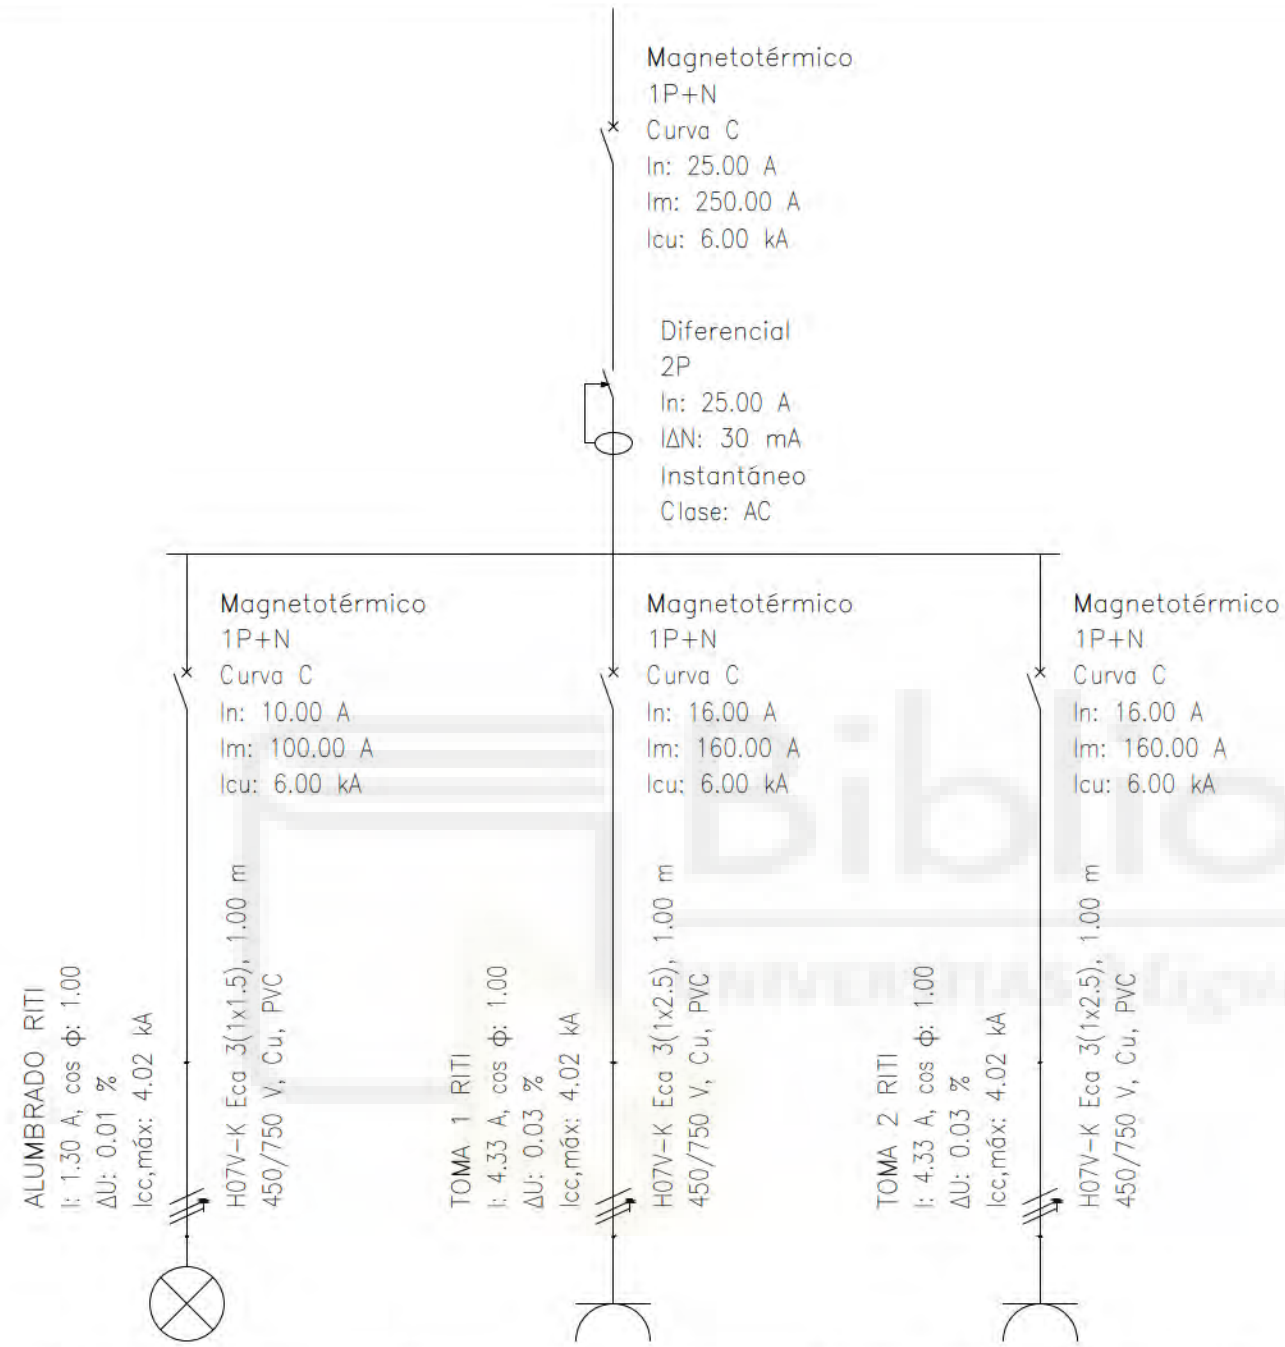 Magnetotérmico
1P+N
Curva C
In: 25.00 A
Im: 250.00 A
Icu: 6.00 kA
Diferencial
2P
In: 25.00 A
IΔN: 30 mA
Instantáneo
Clase: AC
Magnetotérmico
1P+N
Curva C
In: 10.00 A
Im: 100.00 A
Icu: 6.00 kA
Magnetotérmico
1P+N
Curva C
In: 16.00 A
Im: 160.00 A
Icu: 6.00 kA
Magnetotérmico
1P+N
Curva C
In: 16.00 A
Im: 160.00 A
Icu: 6.00 kA
ALUMBRADO RITI
I: 1.30 A, cos ϕ: 1.00
ΔU: 0.01 %
Icc,máx: 4.02 kA
H07V-K Eca 3(1x1.5), 1.00 m
450/750 V, Cu, PVC
TOMA 1 RITI
I: 4.33 A, cos ϕ: 1.00
ΔU: 0.03 %
Icc,máx: 4.02 kA
H07V-K Eca 3(1x2.5), 1.00 m
450/750 V, Cu, PVC
TOMA 2 RITI
I: 4.33 A, cos ϕ: 1.00
ΔU: 0.03 %
Icc,máx: 4.02 kA
H07V-K Eca 3(1x2.5), 1.00 m
450/750 V, Cu, PVC
Biblio
UNIVERSITAS Migu